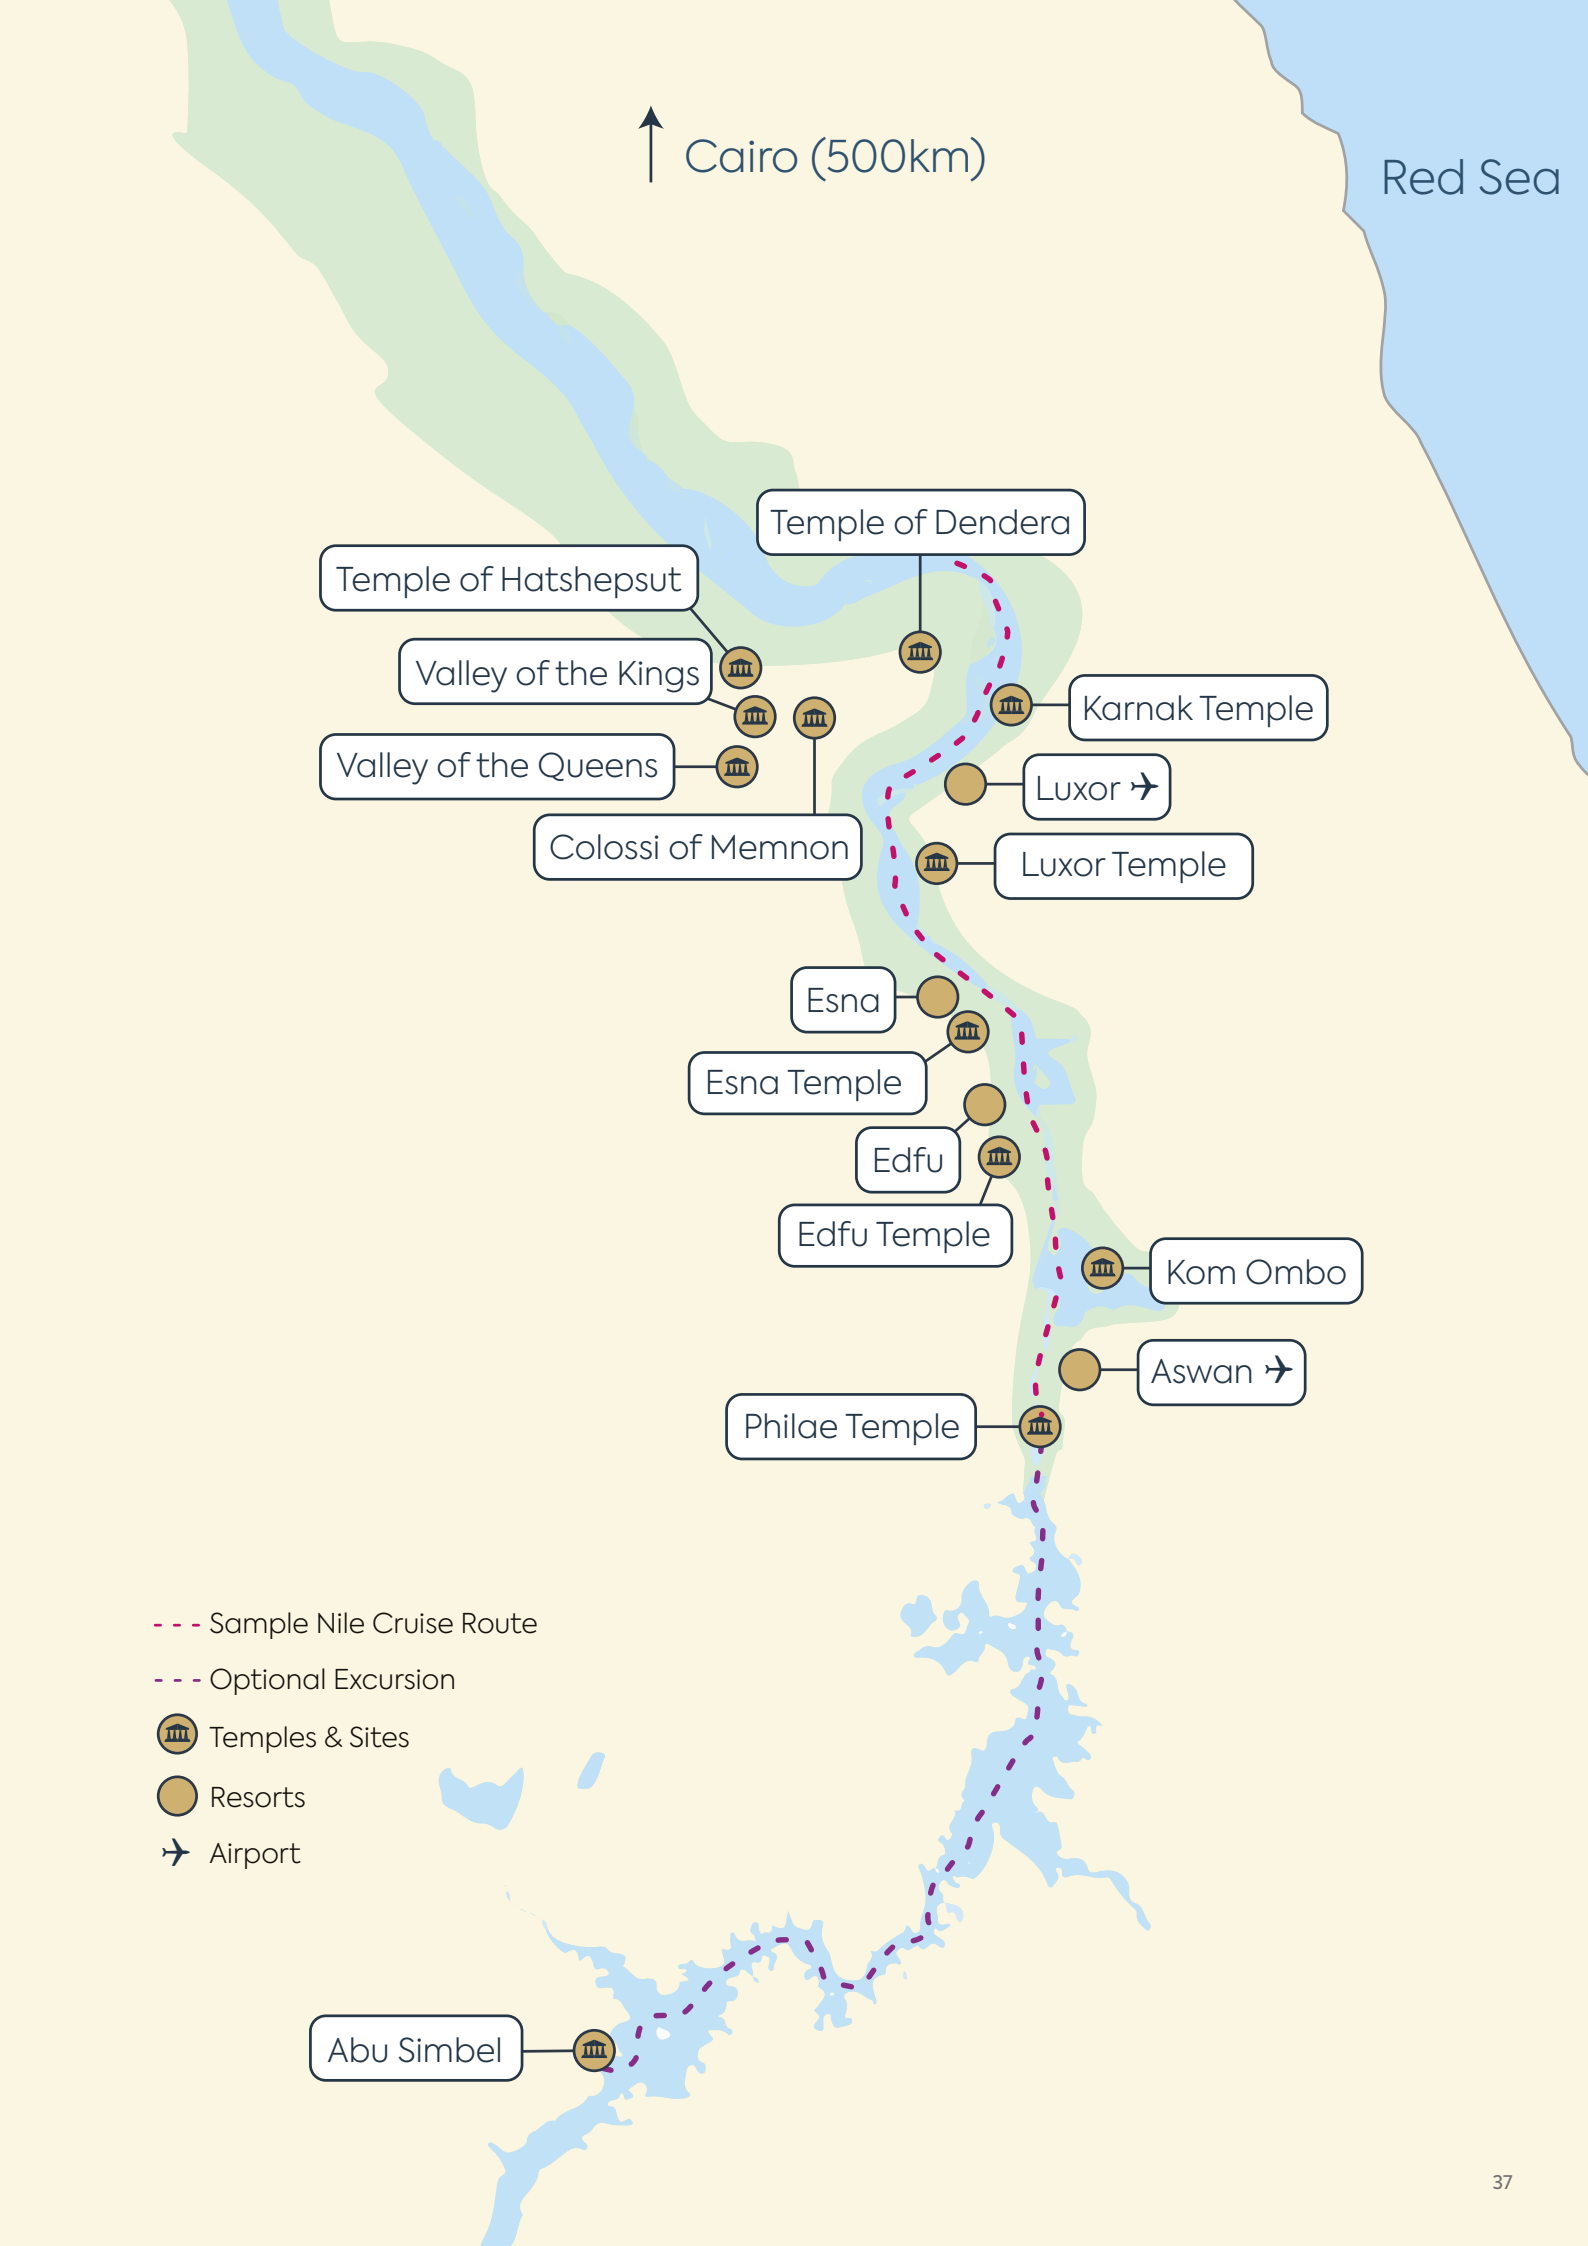 Cairo (500km)
Red Sea
Temple of Dendera
Temple of Hatshepsut
Valley of the Kings
Karnak Temple
Valley of the Queens
Luxor
Colossi of Memnon
Luxor Temple
Esna
Esna Temple
Edfu
Edfu Temple
Kom Ombo
Aswan
Philae Temple
Sample Nile Cruise Route
Optional Excursion
Temples & Sites
Resorts
Airport
Abu Simbel
37